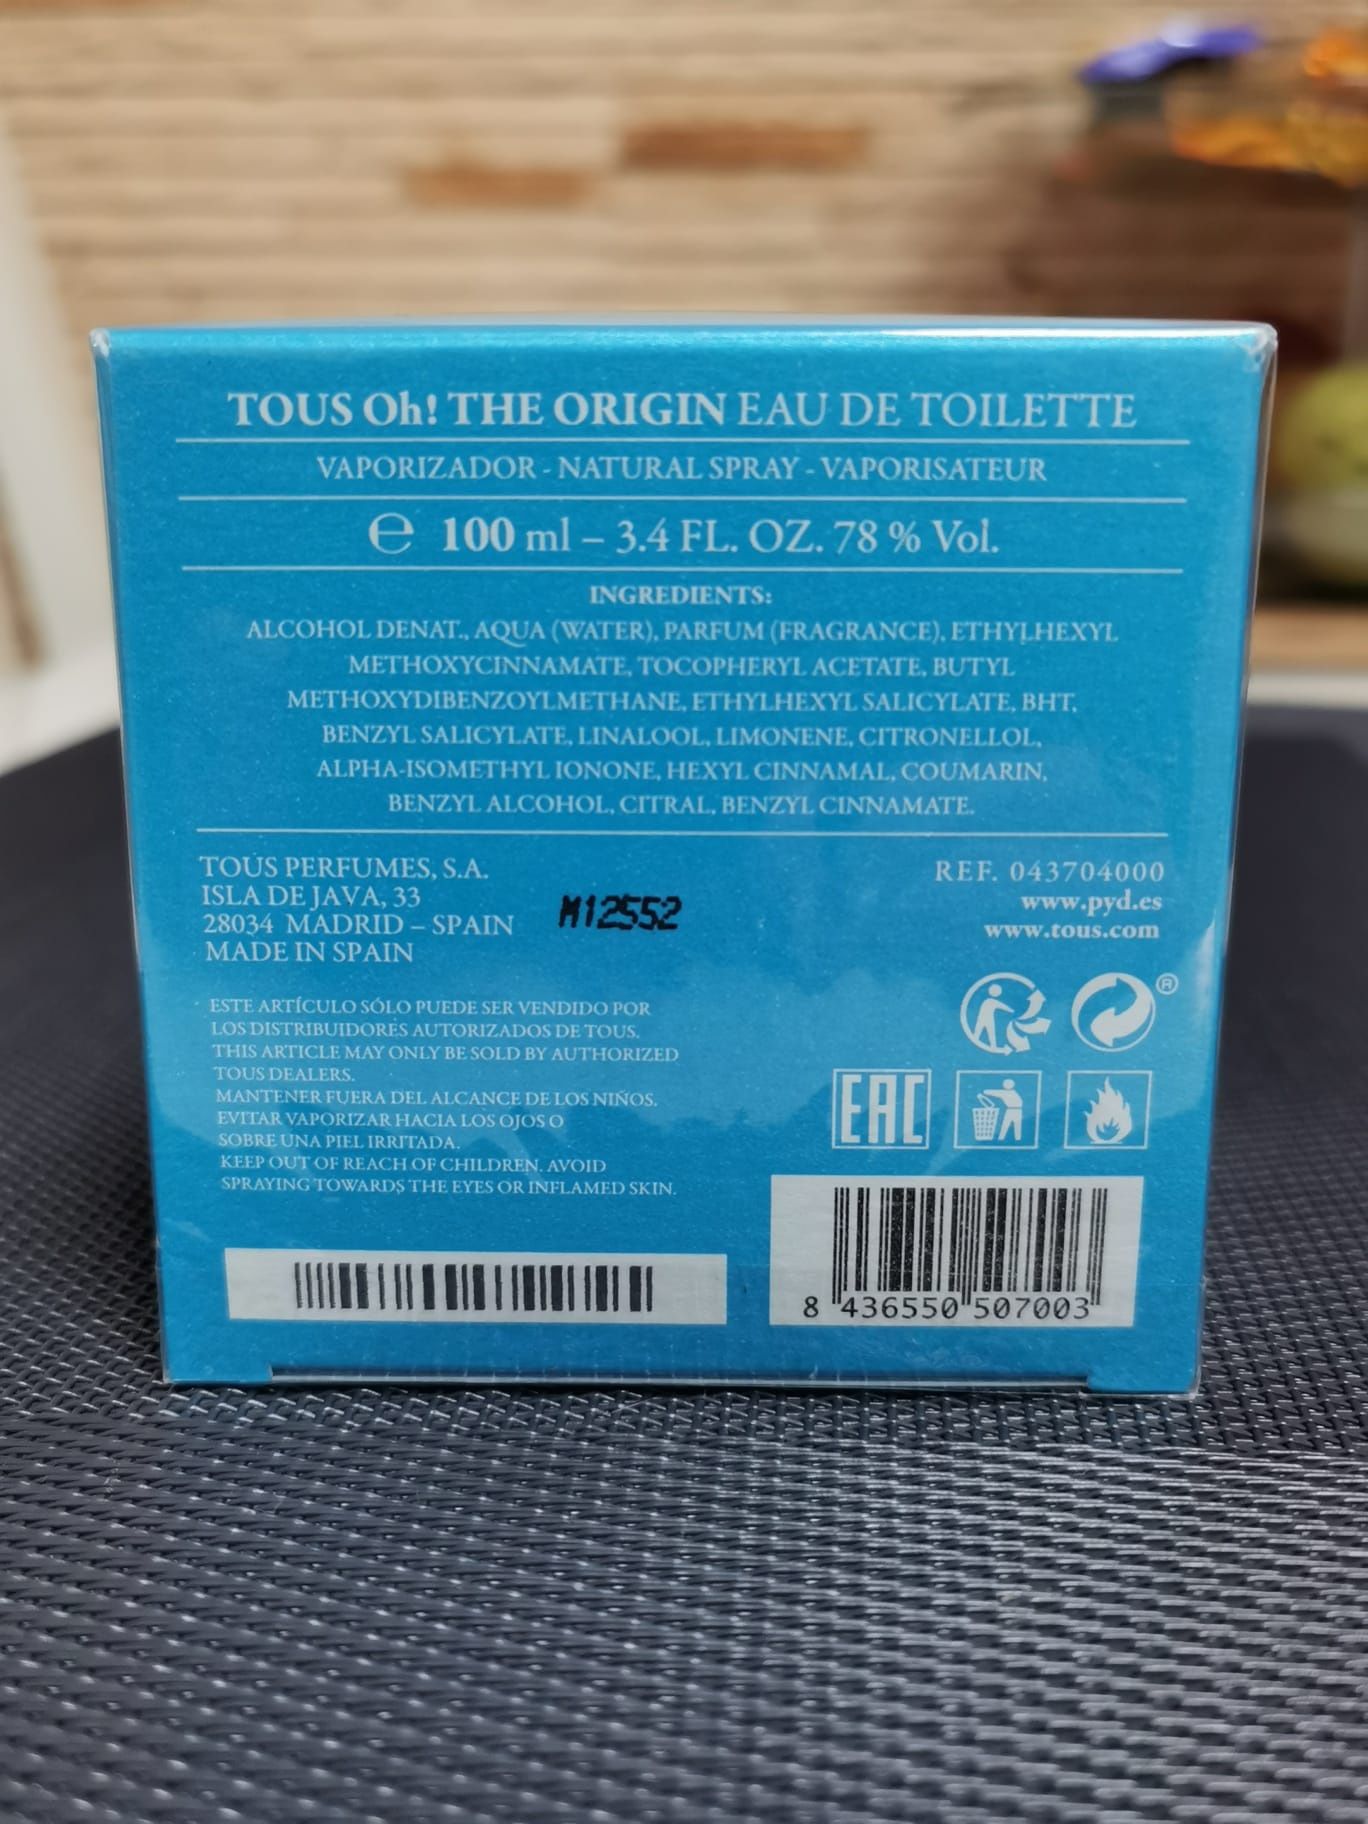 TOUS Oh! THE ORIGIN EAU DE TOILETTE
VAPORIZADOR - NATURAL SPRAY - VAPORISATEUR
℮ 100 ml – 3.4 FL. OZ. 78 % Vol.
INGREDIENTS:
ALCOHOL DENAT., AQUA (WATER), PARFUM (FRAGRANCE), ETHYLHEXYL
METHOXYCINNAMATE, TOCOPHERYL ACETATE, BUTYL
METHOXYDIBENZOYLMETHANE, ETHYLHEXYL SALICYLATE, BHT,
BENZYL SALICYLATE, LINALOOL, LIMONENE, CITRONELLOL,
ALPHA-ISOMETHYL IONONE, HEXYL CINNAMAL, COUMARIN,
BENZYL ALCOHOL, CITRAL, BENZYL CINNAMATE.
TOUS PERFUMES, S.A.
ISLA DE JAVA, 33
28034 MADRID – SPAIN
MADE IN SPAIN
M12552
REF. 043704000
www.pyd.es
www.tous.com
ESTE ARTÍCULO SÓLO PUEDE SER VENDIDO POR
LOS DISTRIBUIDORES AUTORIZADOS DE TOUS.
THIS ARTICLE MAY ONLY BE SOLD BY AUTHORIZED
TOUS DEALERS.
MANTENER FUERA DEL ALCANCE DE LOS NIÑOS.
EVITAR VAPORIZAR HACIA LOS OJOS O
SOBRE UNA PIEL IRRITADA.
KEEP OUT OF REACH OF CHILDREN. AVOID
SPRAYING TOWARDS THE EYES OR INFLAMED SKIN.
®
EAC
8 436550 507003